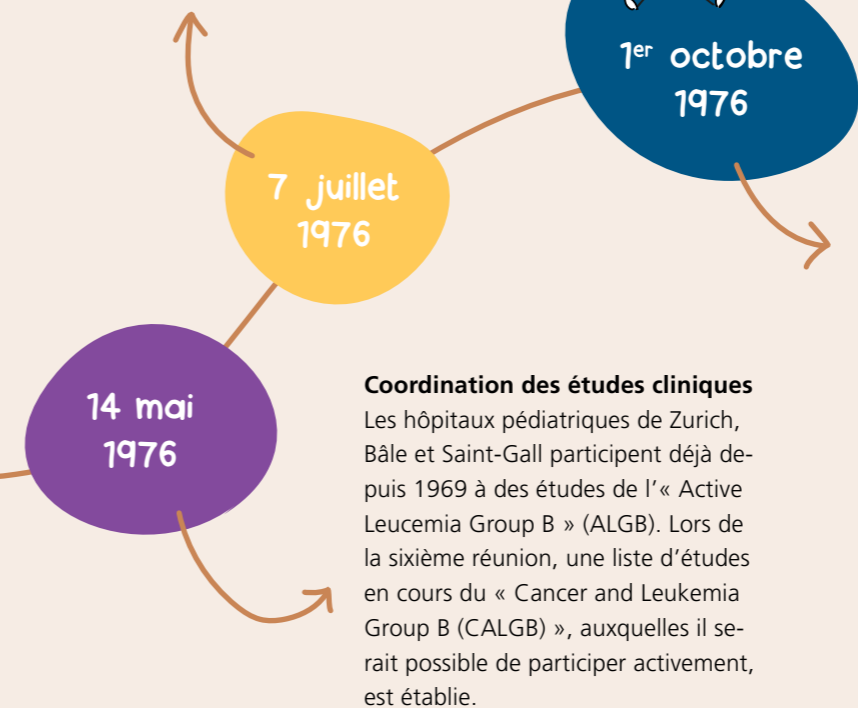 1er octobre
1976
7 juillet
1976
14 mai
1976
Coordination des études cliniques
Les hôpitaux pédiatriques de Zurich,
Bâle et Saint-Gall participent déjà de-
puis 1969 à des études de l’« Active
Leucemia Group B » (ALGB). Lors de
la sixième réunion, une liste d’études
en cours du « Cancer and Leukemia
Group B (CALGB) », auxquelles il se-
rait possible de participer activement,
est établie.